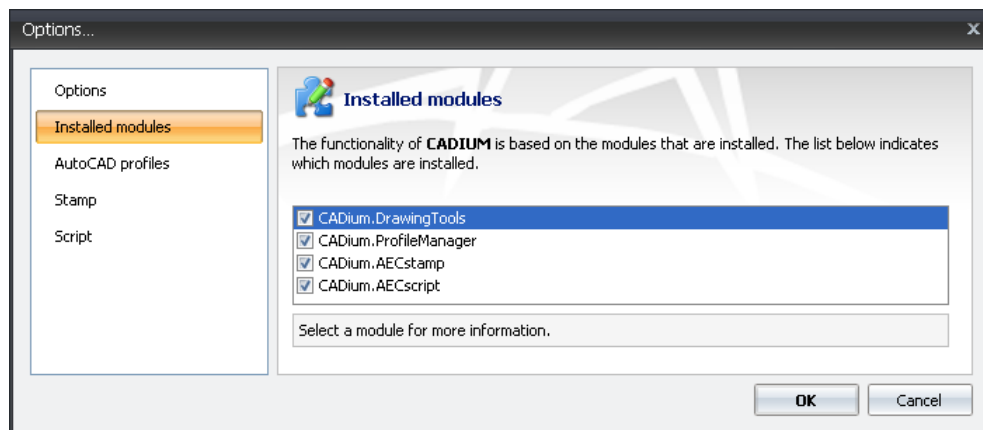 Options...
x
Options
Installed modules
AutoCAD profiles
Stamp
Script
Installed modules
The functionality of CADIUM is based on the modules that are installed. The list below indicates
which modules are installed.
CADium.DrawingTools
CADium.ProfileManager
CADium.AECstamp
CADium.AECscript
Select a module for more information.
OK
Cancel